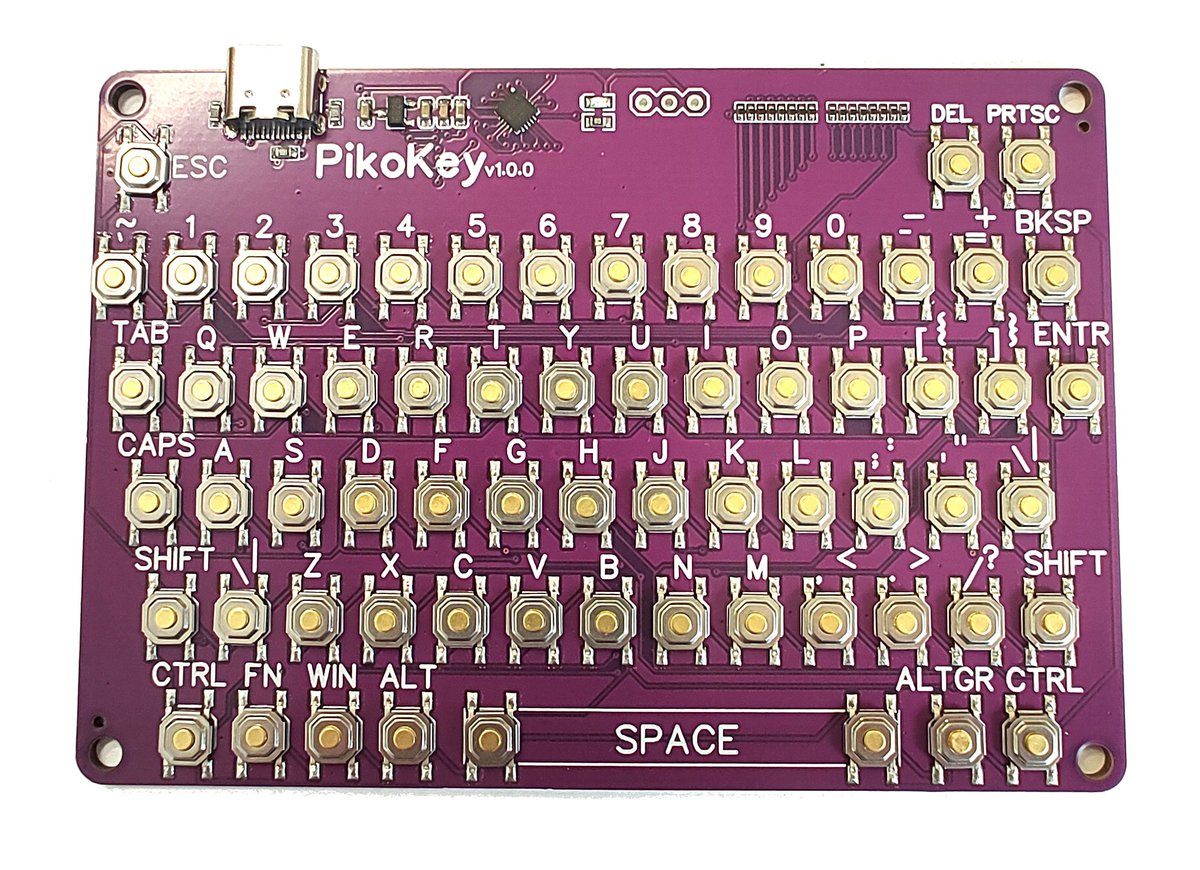 DEL PRTSC
ESC PikoKey v1.0.0
~` 1 2 3 4 5 6 7 8 9 0 _- += BKSP
TAB Q W E R T Y U I O P [{ ]} ENTR
CAPS A S D F G H J K L ;: '" \|
SHIFT \| Z X C V B N M ,< .> /? SHIFT
CTRL FN WIN ALT ALTGR CTRL
SPACE